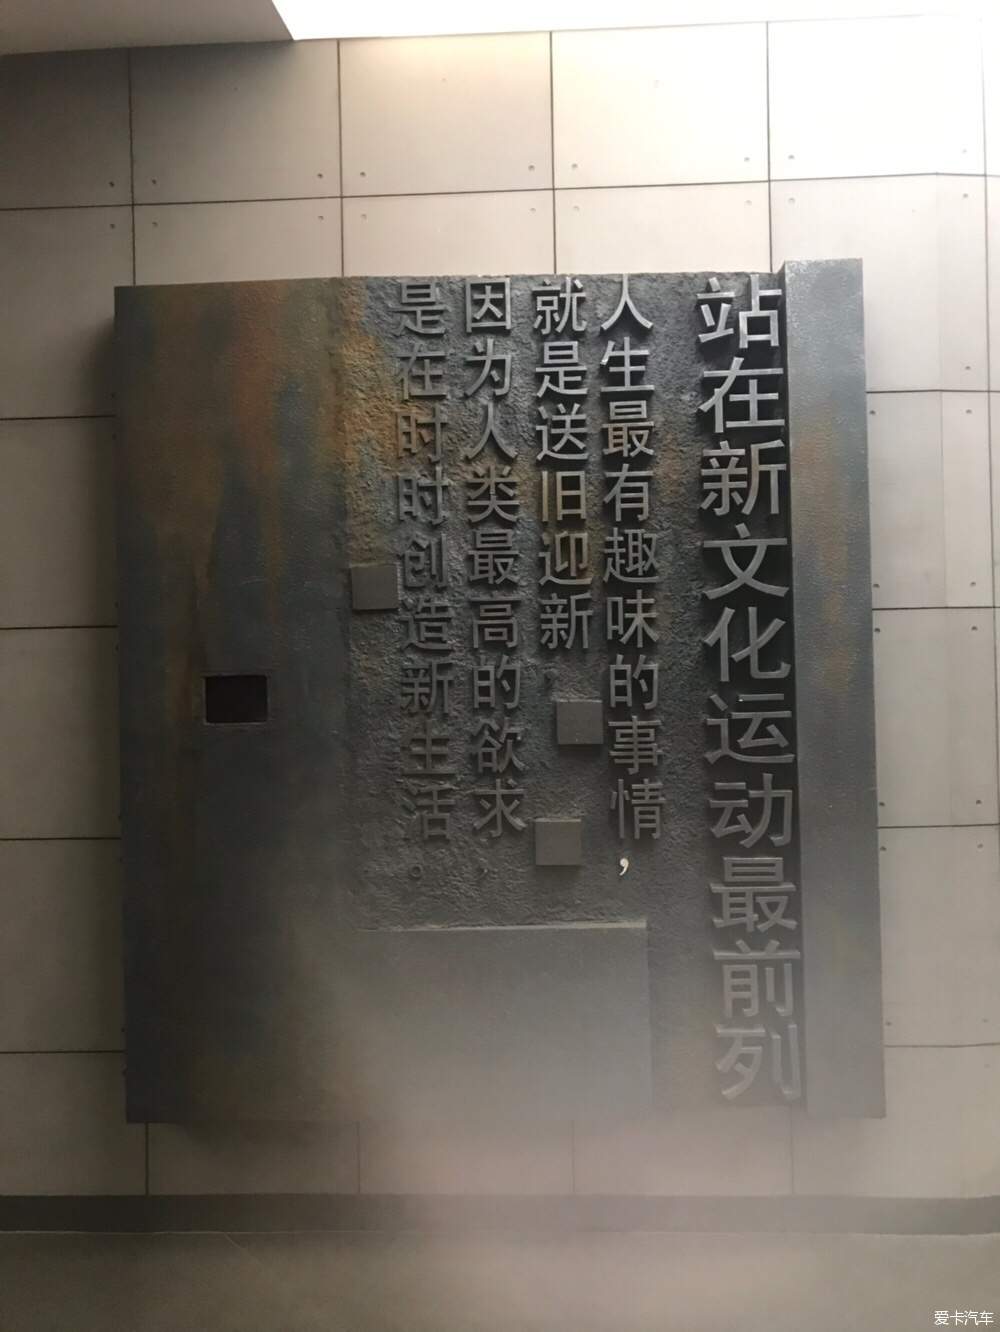 站在新文化运动最前列
人生最有趣味的事情,
就是送旧迎新
因为人类最高的欲求,
是在时时创造新生活。
爱卡汽车